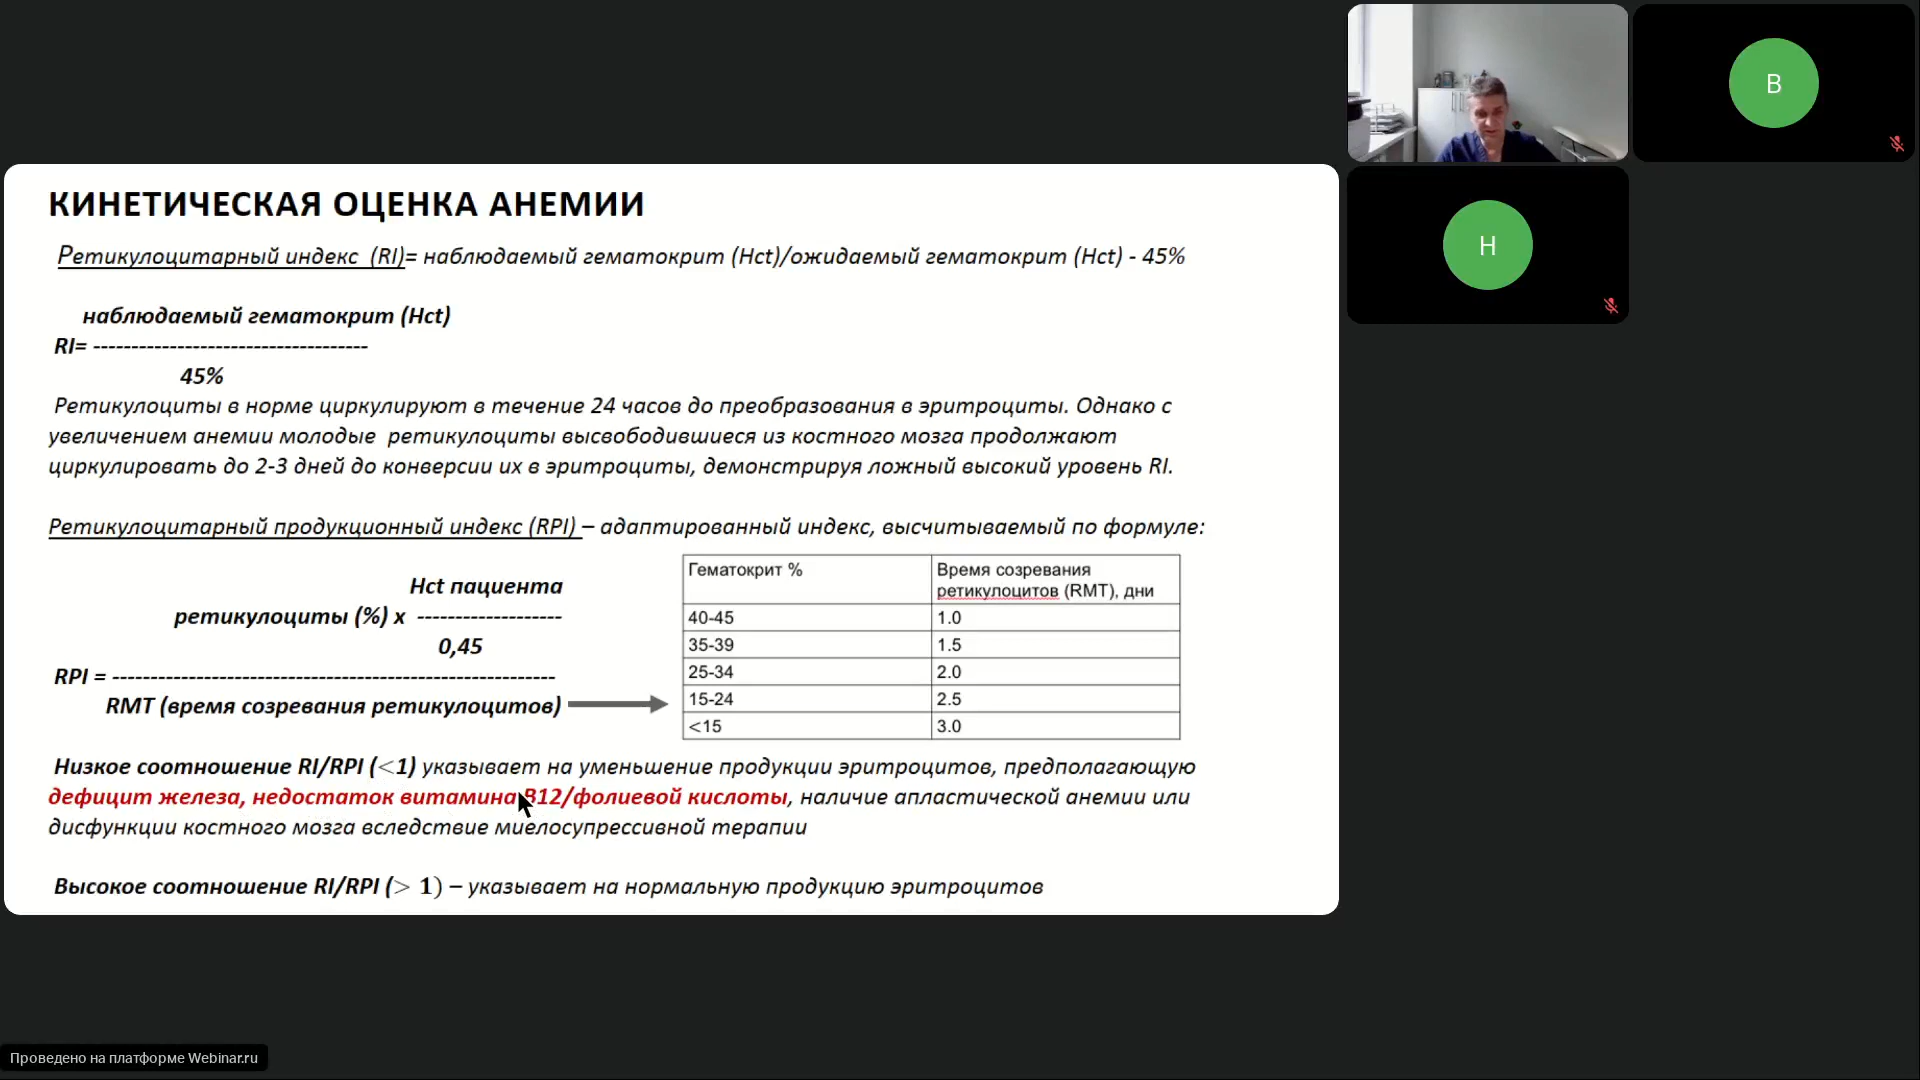 КИНЕТИЧЕСКАЯ ОЦЕНКА АНЕМИИ
Ретикулоцитарный индекс (RI)= наблюдаемый гематокрит (Hct)/ожидаемый гематокрит (Hct) - 45%
наблюдаемый гематокрит (Hct)
RI= ------------------------------------
45%
Ретикулоциты в норме циркулируют в течение 24 часов до преобразования в эритроциты. Однако с
увеличением анемии молодые ретикулоциты высвободившиеся из костного мозга продолжают
циркулировать до 2-3 дней до конверсии их в эритроциты, демонстрируя ложный высокий уровень RI.
Ретикулоцитарный продукционный индекс (RPI) – адаптированный индекс, высчитываемый по формуле:
Hct пациента
ретикулоциты (%) х -------------------
0,45
RPI = ----------------------------------------------------------
RMT (время созревания ретикулоцитов)
Гематокрит % Время созревания
ретикулоцитов (RMT), дни
40-45 1.0
35-39 1.5
25-34 2.0
15-24 2.5
<15 3.0
Низкое соотношение RI/RPI (<1) указывает на уменьшение продукции эритроцитов, предполагающую
дефицит железа, недостаток витамина В12/фолиевой кислоты, наличие апластической анемии или
дисфункции костного мозга вследствие миелосупрессивной терапии
Высокое соотношение RI/RPI (> 1) – указывает на нормальную продукцию эритроцитов
В
Н
Проведено на платформе Webinar.ru